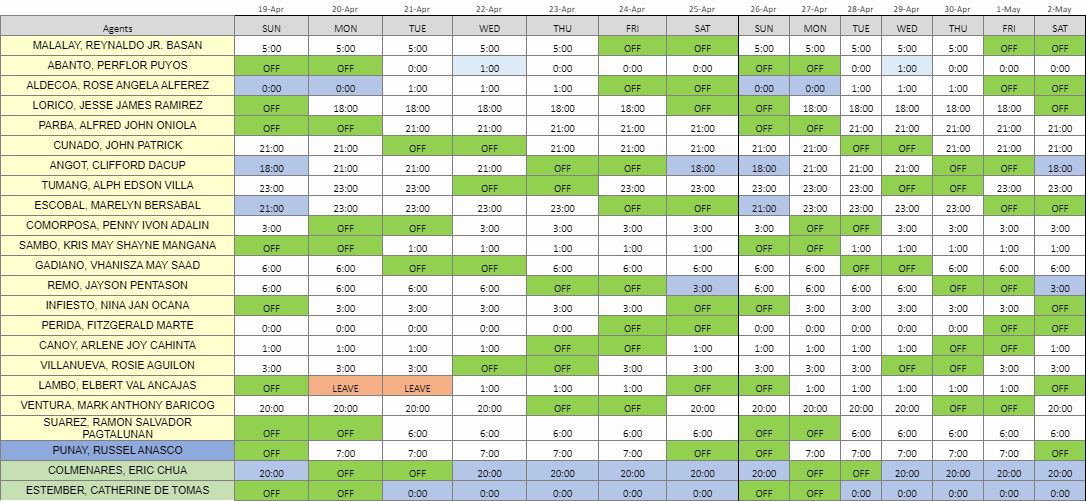 19-Apr 20-Apr 21-Apr 22-Apr 23-Apr 24-Apr 25-Apr 26-Apr 27-Apr 28-Apr 29-Apr 30-Apr 1-May 2-May
Agents SUN MON TUE WED THU FRI SAT SUN MON TUE WED THU FRI SAT
MALALAY, REYNALDO JR. BASAN 5:00 5:00 5:00 5:00 5:00 OFF OFF 5:00 5:00 5:00 5:00 5:00 OFF OFF
ABANTO, PERFLOR PUYOS OFF OFF 0:00 1:00 0:00 0:00 0:00 OFF OFF 0:00 1:00 0:00 0:00 0:00
ALDECOA, ROSE ANGELA ALFEREZ 0:00 0:00 1:00 1:00 1:00 OFF OFF 0:00 0:00 1:00 1:00 1:00 OFF OFF
LORICO, JESSE JAMES RAMIREZ OFF 18:00 18:00 18:00 18:00 18:00 OFF OFF 18:00 18:00 18:00 18:00 18:00 OFF
PARBA, ALFRED JOHN ONIOLA OFF OFF 21:00 21:00 21:00 21:00 21:00 OFF OFF 21:00 21:00 21:00 21:00 21:00
CUNADO, JOHN PATRICK 21:00 21:00 OFF OFF 21:00 21:00 21:00 21:00 21:00 OFF OFF 21:00 21:00 21:00
ANGOT, CLIFFORD DACUP 18:00 21:00 21:00 21:00 OFF OFF 18:00 18:00 21:00 21:00 21:00 OFF OFF 18:00
TUMANG, ALPH EDSON VILLA 23:00 23:00 23:00 OFF OFF 23:00 23:00 23:00 23:00 23:00 OFF OFF 23:00 23:00
ESCOBAL, MARELYN BERSABAL 21:00 23:00 23:00 23:00 23:00 OFF OFF 21:00 23:00 23:00 23:00 23:00 OFF OFF
COMORPOSA, PENNY IVON ADALIN 3:00 OFF OFF 3:00 3:00 3:00 3:00 3:00 OFF OFF 3:00 3:00 3:00 3:00
SAMBO, KRIS MAY SHAYNE MANGANA OFF OFF 1:00 1:00 1:00 1:00 1:00 OFF OFF 1:00 1:00 1:00 1:00 1:00
GADIANO, VHANISZA MAY SAAD 6:00 6:00 OFF OFF 6:00 6:00 6:00 6:00 6:00 OFF OFF 6:00 6:00 6:00
REMO, JAYSON PENTASON 6:00 6:00 6:00 6:00 OFF OFF 3:00 6:00 6:00 6:00 6:00 OFF OFF 3:00
INFIESTO, NINA JAN OCANA OFF 3:00 3:00 3:00 3:00 3:00 OFF OFF 3:00 3:00 3:00 3:00 3:00 OFF
PERIDA, FITZGERALD MARTE 0:00 0:00 0:00 0:00 0:00 OFF OFF 0:00 0:00 0:00 0:00 0:00 OFF OFF
CANOY, ARLENE JOY CAHINTA 1:00 1:00 1:00 1:00 OFF OFF 1:00 1:00 1:00 1:00 1:00 OFF OFF 1:00
VILLANUEVA, ROSIE AGUILON 3:00 3:00 3:00 OFF OFF 3:00 3:00 3:00 3:00 3:00 OFF OFF 3:00 3:00
LAMBO, ELBERT VAL ANCAJAS OFF LEAVE LEAVE 1:00 1:00 1:00 OFF OFF 1:00 1:00 1:00 1:00 1:00 OFF
VENTURA, MARK ANTHONY BARICOG 20:00 20:00 20:00 20:00 OFF OFF 20:00 20:00 20:00 20:00 20:00 OFF OFF 20:00
SUAREZ, RAMON SALVADOR
PAGTALUNAN OFF OFF 6:00 6:00 6:00 6:00 6:00 OFF OFF 6:00 6:00 6:00 6:00 6:00
PUNAY, RUSSEL ANASCO OFF 7:00 7:00 7:00 7:00 7:00 OFF OFF 7:00 7:00 7:00 7:00 7:00 OFF
COLMENARES, ERIC CHUA 20:00 OFF OFF 20:00 20:00 20:00 20:00 20:00 OFF OFF 20:00 20:00 20:00 20:00
ESTEMBER, CATHERINE DE TOMAS OFF OFF 0:00 0:00 0:00 0:00 0:00 OFF OFF 0:00 0:00 0:00 0:00 0:00